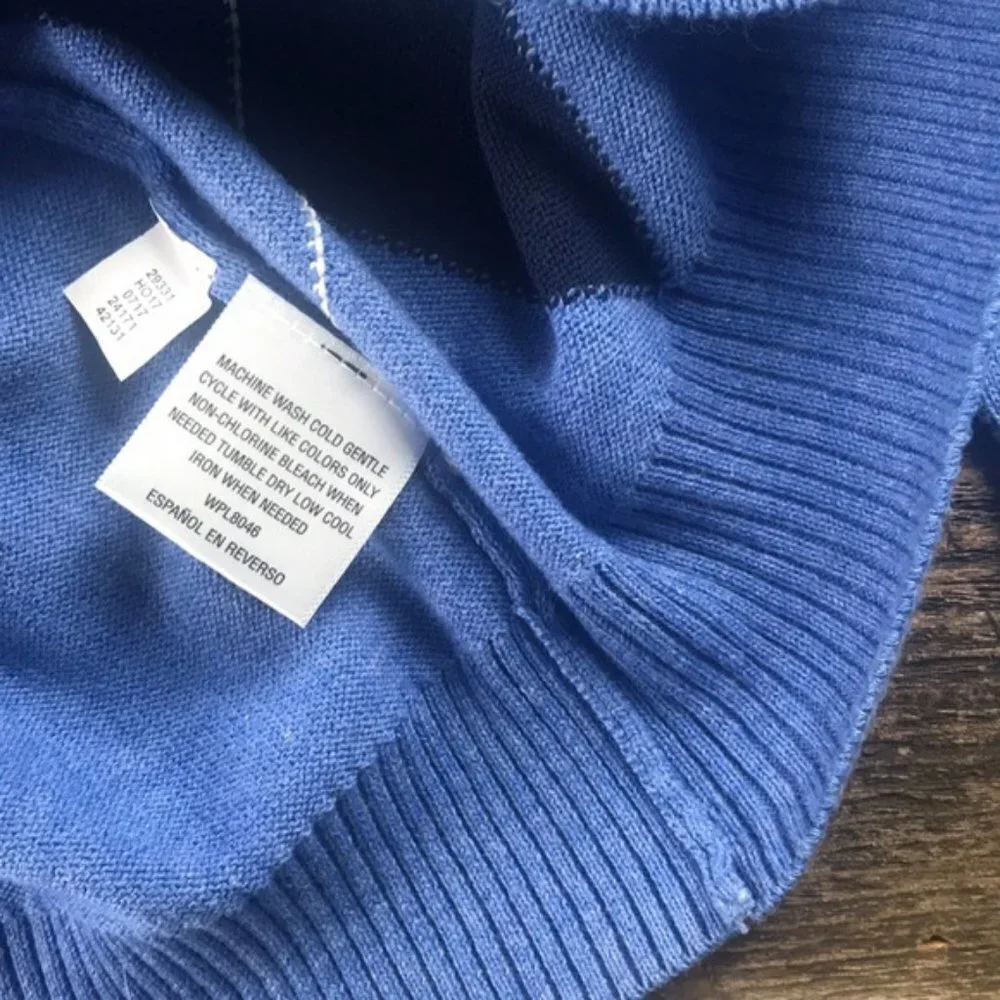 29331
HO17
0717
24171
42131
MACHINE WASH COLD GENTLE
CYCLE WITH LIKE COLORS ONLY
NON-CHLORINE BLEACH WHEN
NEEDED TUMBLE DRY LOW COOL
IRON WHEN NEEDED
WPL8046
ESPAÑOL EN REVERSO